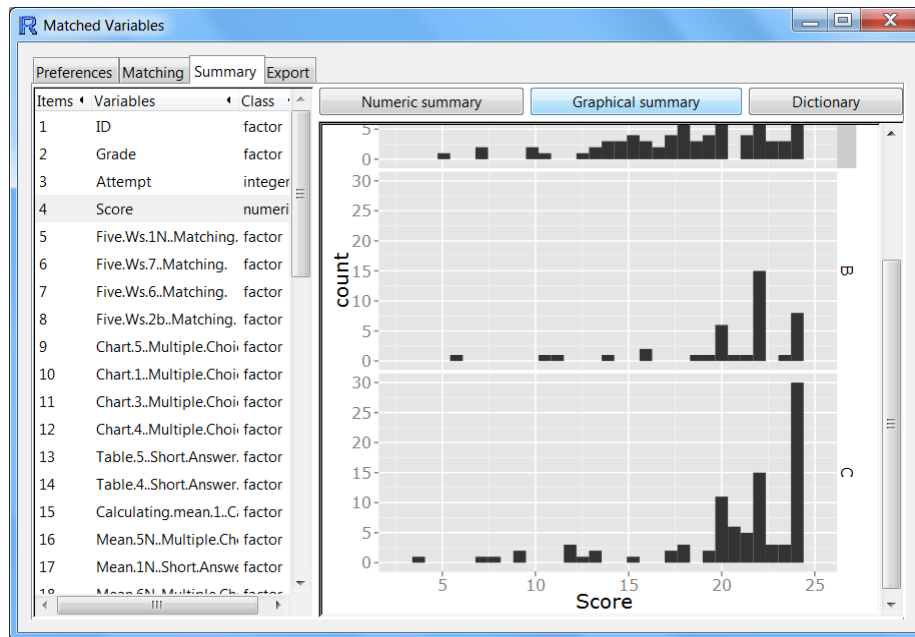 Matched Variables
Preferences Matching Summary Export
Items Variables Class
1 ID factor
2 Grade factor
3 Attempt integer
4 Score numeri
5 Five.Ws.1N..Matching. factor
6 Five.Ws.7..Matching. factor
7 Five.Ws.6..Matching. factor
8 Five.Ws.2b..Matching. factor
9 Chart.5..Multiple.Choi factor
10 Chart.1..Multiple.Choi factor
11 Chart.3..Multiple.Choi factor
12 Chart.4..Multiple.Choi factor
13 Table.5..Short.Answer. factor
14 Table.4..Short.Answer. factor
15 Calculating.mean.1..C factor
16 Mean.5N..Multiple.Ch factor
17 Mean.1N..Short.Answe factor
18 Mean.6N..Multiple.Ch factor
Numeric summary Graphical summary Dictionary
5
0
30
25
20
15
10
5
0
B
count
30
25
20
15
10
5
0
C
5 10 15 20 25
Score